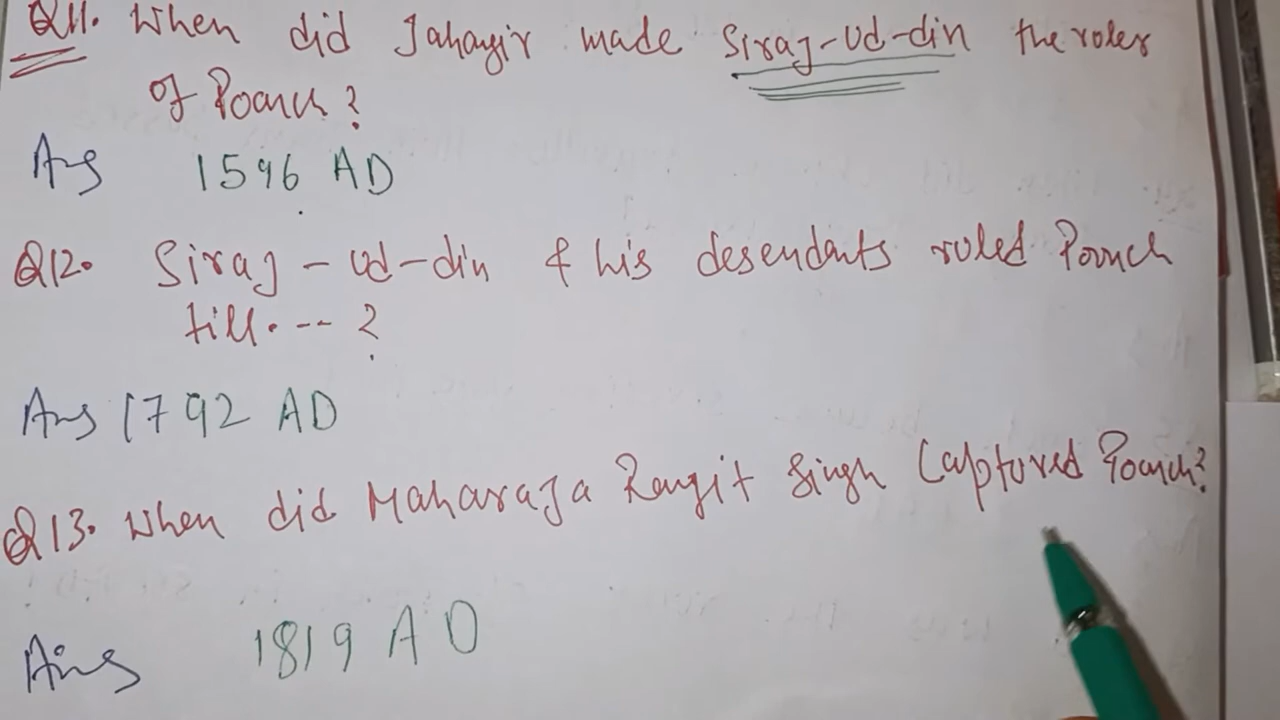 Q11. When did Jahagir made Siraj-Ud-din the ruler
of Poonch?
Ans 1596 AD
Q12. Siraj-ud-din & his desendants ruled Poonch
till. -- ?
Ans 1792 AD
Q13. When did Maharaja Ranjit Singh Captured Poonch?
Ans 1819 AD